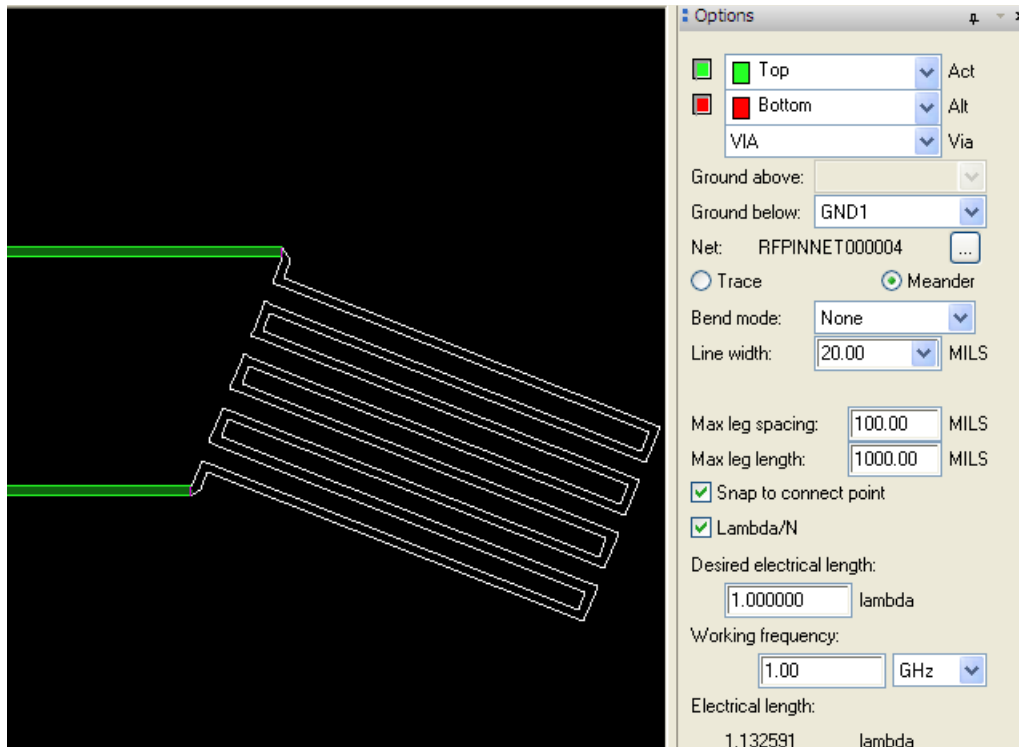 Options
Top Act
Bottom Alt
VIA Via
Ground above:
Ground below: GND1
Net: RFPINNET000004 ...
Trace Meander
Bend mode: None
Line width: 20.00 MILS
Max leg spacing: 100.00 MILS
Max leg length: 1000.00 MILS
Snap to connect point
Lambda/N
Desired electrical length:
1.000000 lambda
Working frequency:
1.00 GHz
Electrical length:
1.132591 lambda